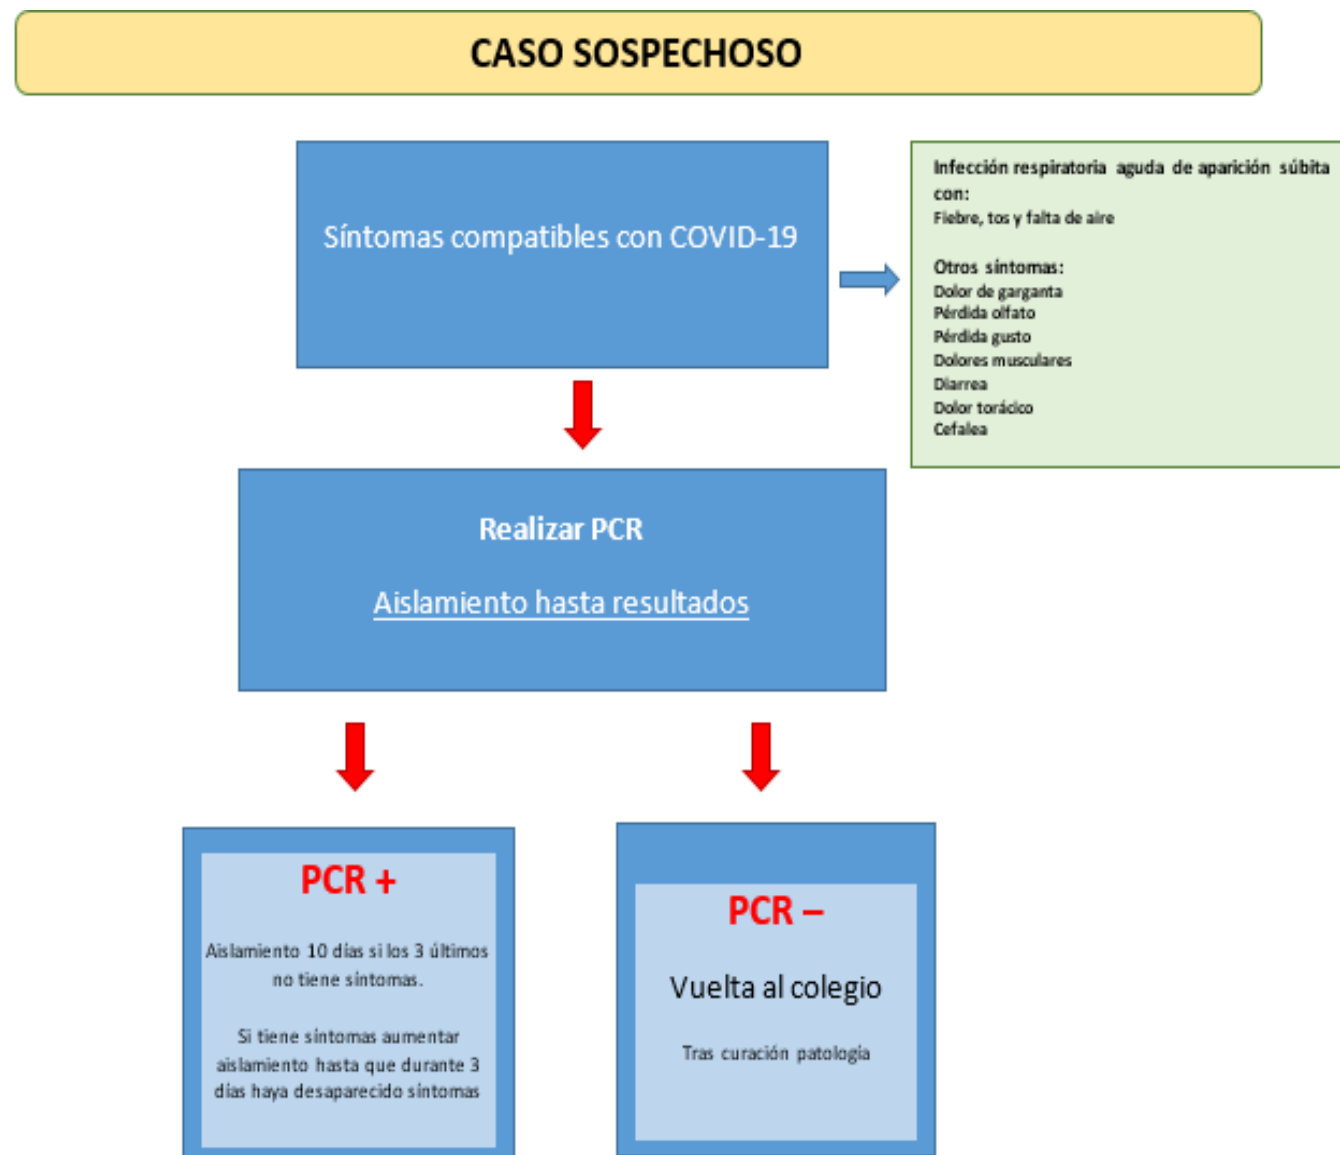 CASO SOSPECHOSO
Síntomas compatibles con COVID-19
Infección respiratoria aguda de aparición súbita
con:
Fiebre, tos y falta de aire
Otros síntomas:
Dolor de garganta
Pérdida olfato
Pérdida gusto
Dolores musculares
Diarrea
Dolor torácico
Cefalea
Realizar PCR
Aislamiento hasta resultados
PCR +
Aislamiento 10 días si los 3 últimos
no tiene síntomas.
Si tiene síntomas aumentar
aislamiento hasta que durante 3
días haya desaparecido síntomas
PCR –
Vuelta al colegio
Tras curación patología